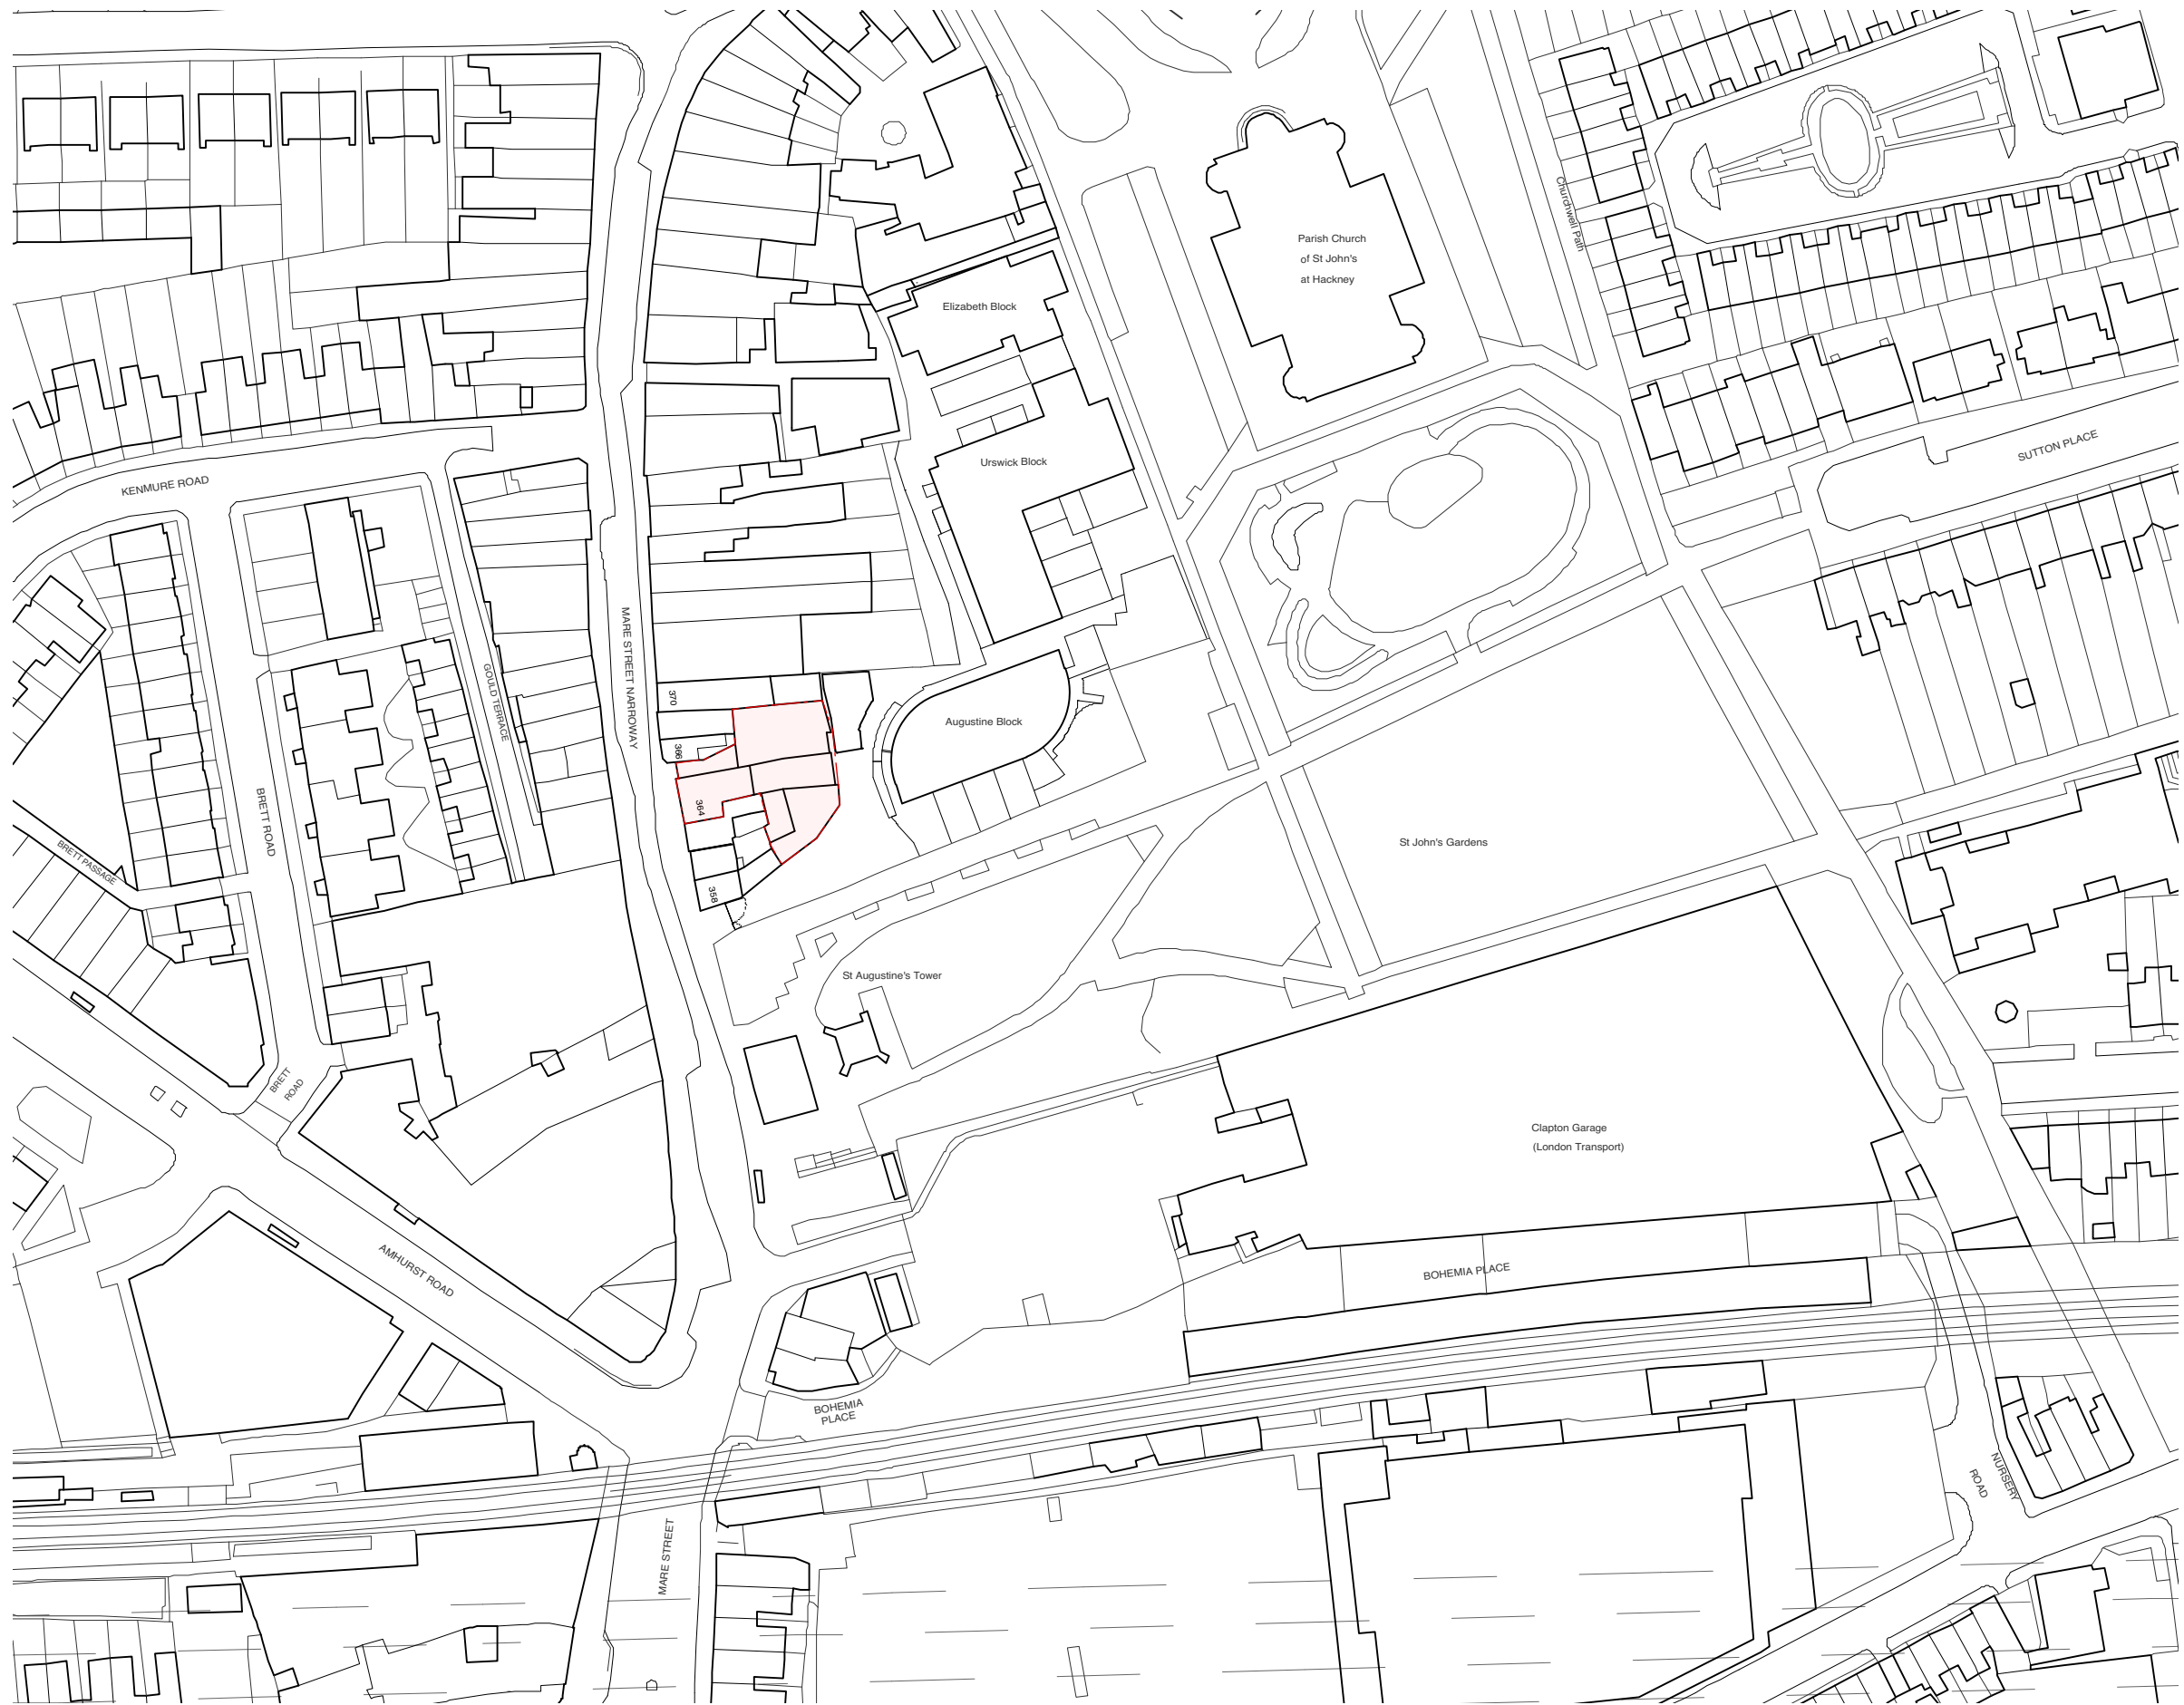 Churchwell Path
Parish Church
of St John's
at Hackney
Elizabeth Block
SUTTON PLACE
Urswick Block
KENMURE ROAD
MARE STREET NARROWAY
GOULD TERRACE
370
366
364
358
Augustine Block
BRETT ROAD
BRETT PASSAGE
St John's Gardens
St Augustine's Tower
BRETT
ROAD
Clapton Garage
(London Transport)
AMHURST ROAD
BOHEMIA PLACE
BOHEMIA
PLACE
NURSERY
ROAD
MARE STREET